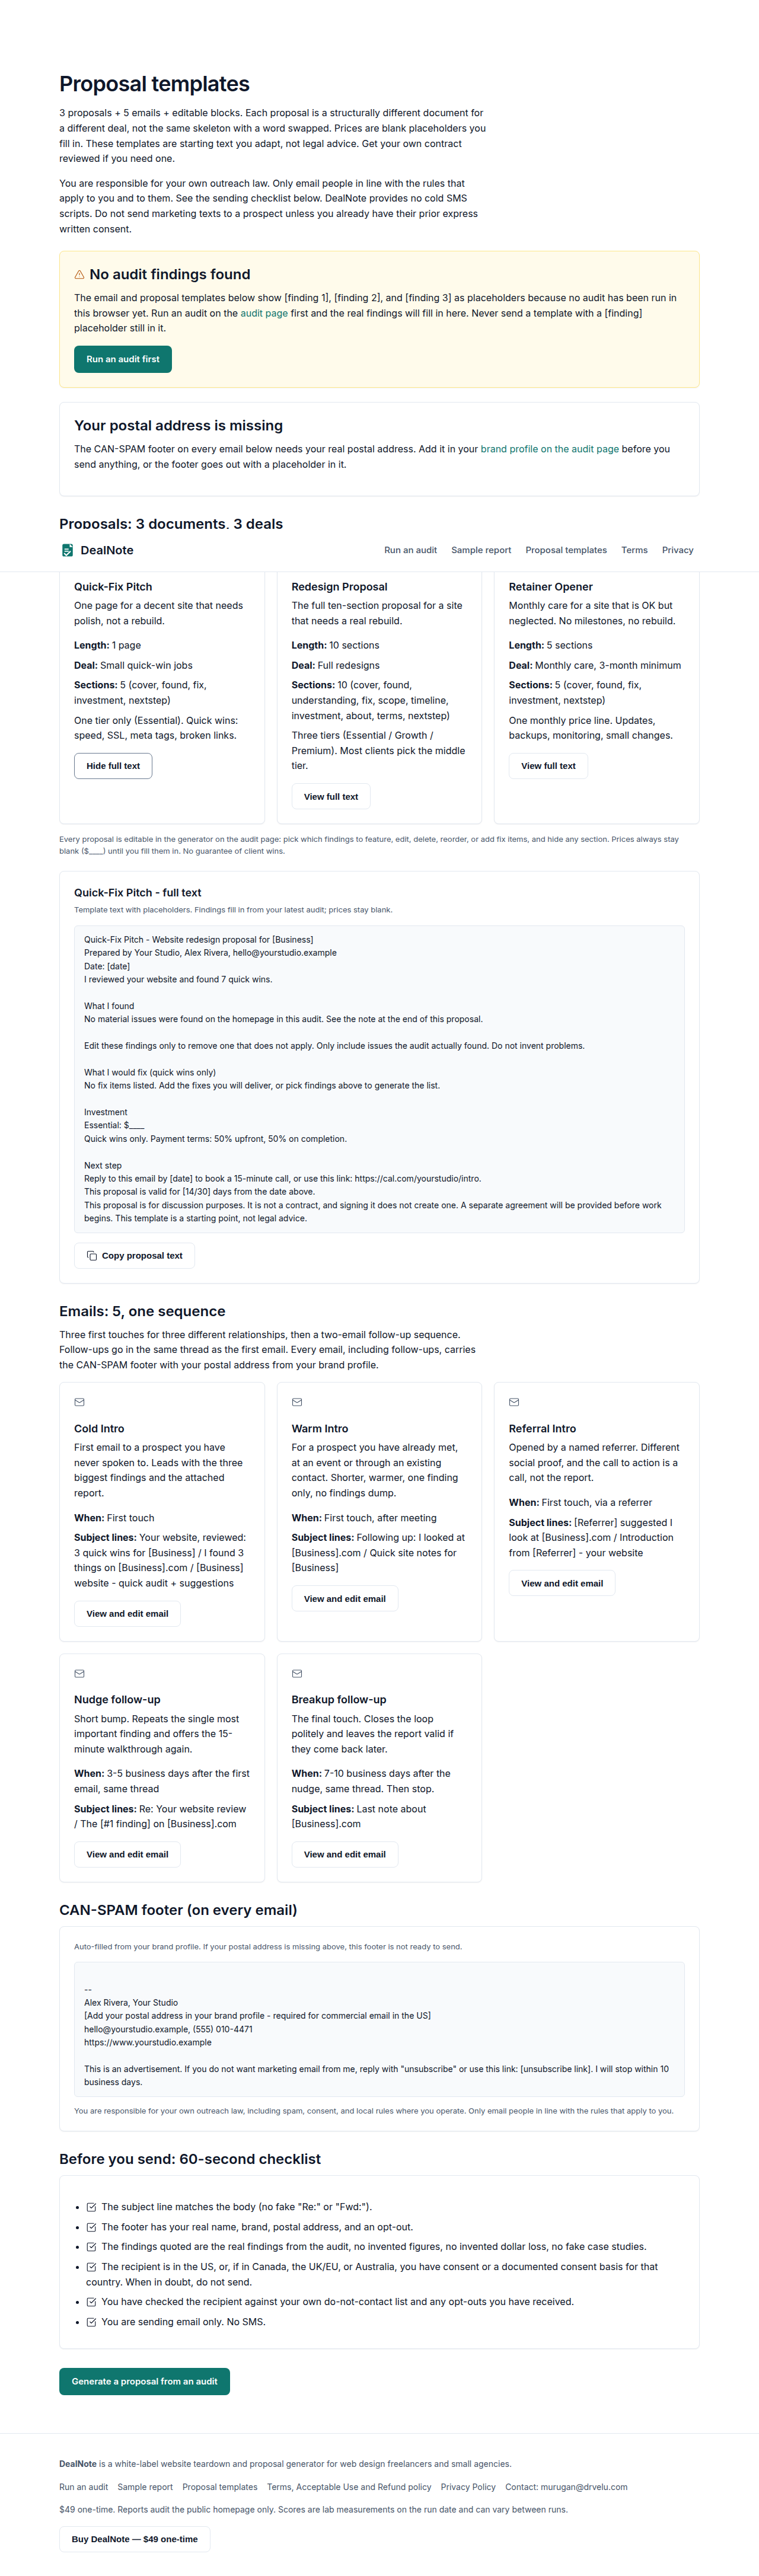 Proposal templates
3 proposals + 5 emails + editable blocks. Each proposal is a structurally different document for
a different deal, not the same skeleton with a word swapped. Prices are blank placeholders you
fill in. These templates are starting text you adapt, not legal advice. Get your own contract
reviewed if you need one.
You are responsible for your own outreach law. Only email people in line with the rules that
apply to you and to them. See the sending checklist below. DealNote provides no cold SMS
scripts. Do not send marketing texts to a prospect unless you already have their prior express
written consent.
No audit findings found
The email and proposal templates below show [finding 1], [finding 2], and [finding 3] as placeholders because no audit has been run in
this browser yet. Run an audit on the audit page first and the real findings will fill in here. Never send a template with a [finding]
placeholder still in it.
Run an audit first
Your postal address is missing
The CAN-SPAM footer on every email below needs your real postal address. Add it in your brand profile on the audit page before you
send anything, or the footer goes out with a placeholder in it.
Proposals: 3 documents, 3 deals
DealNote
Run an audit
Sample report
Proposal templates
Terms
Privacy
Quick-Fix Pitch
One page for a decent site that needs
polish, not a rebuild.
Length: 1 page
Deal: Small quick-win jobs
Sections: 5 (cover, found, fix,
investment, nextstep)
One tier only (Essential). Quick wins:
speed, SSL, meta tags, broken links.
Hide full text
Redesign Proposal
The full ten-section proposal for a site
that needs a real rebuild.
Length: 10 sections
Deal: Full redesigns
Sections: 10 (cover, found,
understanding, fix, scope, timeline,
investment, about, terms, nextstep)
Three tiers (Essential / Growth /
Premium). Most clients pick the middle
tier.
View full text
Retainer Opener
Monthly care for a site that is OK but
neglected. No milestones, no rebuild.
Length: 5 sections
Deal: Monthly care, 3-month minimum
Sections: 5 (cover, found, fix,
investment, nextstep)
One monthly price line. Updates,
backups, monitoring, small changes.
View full text
Every proposal is editable in the generator on the audit page: pick which findings to feature, edit, delete, reorder, or add fix items, and hide any section. Prices always stay
blank ($____) until you fill them in. No guarantee of client wins.
Quick-Fix Pitch - full text
Template text with placeholders. Findings fill in from your latest audit; prices stay blank.
Quick-Fix Pitch - Website redesign proposal for [Business]
Prepared by Your Studio, Alex Rivera, hello@yourstudio.example
Date: [date]
I reviewed your website and found 7 quick wins.
What I found
No material issues were found on the homepage in this audit. See the note at the end of this proposal.
Edit these findings only to remove one that does not apply. Only include issues the audit actually found. Do not invent problems.
What I would fix (quick wins only)
No fix items listed. Add the fixes you will deliver, or pick findings above to generate the list.
Investment
Essential: $____
Quick wins only. Payment terms: 50% upfront, 50% on completion.
Next step
Reply to this email by [date] to book a 15-minute call, or use this link: https://cal.com/yourstudio/intro.
This proposal is valid for [14/30] days from the date above.
This proposal is for discussion purposes. It is not a contract, and signing it does not create one. A separate agreement will be provided before work
begins. This template is a starting point, not legal advice.
Copy proposal text
Emails: 5, one sequence
Three first touches for three different relationships, then a two-email follow-up sequence.
Follow-ups go in the same thread as the first email. Every email, including follow-ups, carries
the CAN-SPAM footer with your postal address from your brand profile.
Cold Intro
First email to a prospect you have
never spoken to. Leads with the three
biggest findings and the attached
report.
When: First touch
Subject lines: Your website, reviewed:
3 quick wins for [Business] / I found 3
things on [Business].com / [Business]
website - quick audit + suggestions
View and edit email
Warm Intro
For a prospect you have already met,
at an event or through an existing
contact. Shorter, warmer, one finding
only, no findings dump.
When: First touch, after meeting
Subject lines: Following up: I looked at
[Business].com / Quick site notes for
[Business]
View and edit email
Referral Intro
Opened by a named referrer. Different
social proof, and the call to action is a
call, not the report.
When: First touch, via a referrer
Subject lines: [Referrer] suggested I
look at [Business].com / Introduction
from [Referrer] - your website
View and edit email
Nudge follow-up
Short bump. Repeats the single most
important finding and offers the 15-
minute walkthrough again.
When: 3-5 business days after the first
email, same thread
Subject lines: Re: Your website review
/ The [#1 finding] on [Business].com
View and edit email
Breakup follow-up
The final touch. Closes the loop
politely and leaves the report valid if
they come back later.
When: 7-10 business days after the
nudge, same thread. Then stop.
Subject lines: Last note about
[Business].com
View and edit email
CAN-SPAM footer (on every email)
Auto-filled from your brand profile. If your postal address is missing above, this footer is not ready to send.
--
Alex Rivera, Your Studio
[Add your postal address in your brand profile - required for commercial email in the US]
hello@yourstudio.example, (555) 010-4471
https://www.yourstudio.example
This is an advertisement. If you do not want marketing email from me, reply with "unsubscribe" or use this link: [unsubscribe link]. I will stop within 10
business days.
You are responsible for your own outreach law, including spam, consent, and local rules where you operate. Only email people in line with the rules that apply to you.
Before you send: 60-second checklist
The subject line matches the body (no fake "Re:" or "Fwd:").
The footer has your real name, brand, postal address, and an opt-out.
The findings quoted are the real findings from the audit, no invented figures, no invented dollar loss, no fake case studies.
The recipient is in the US, or, if in Canada, the UK/EU, or Australia, you have consent or a documented consent basis for that
country. When in doubt, do not send.
You have checked the recipient against your own do-not-contact list and any opt-outs you have received.
You are sending email only. No SMS.
Generate a proposal from an audit
DealNote is a white-label website teardown and proposal generator for web design freelancers and small agencies.
Run an audit
Sample report
Proposal templates
Terms, Acceptable Use and Refund policy
Privacy Policy
Contact: murugan@drvelu.com
$49 one-time. Reports audit the public homepage only. Scores are lab measurements on the run date and can vary between runs.
Buy DealNote — $49 one-time